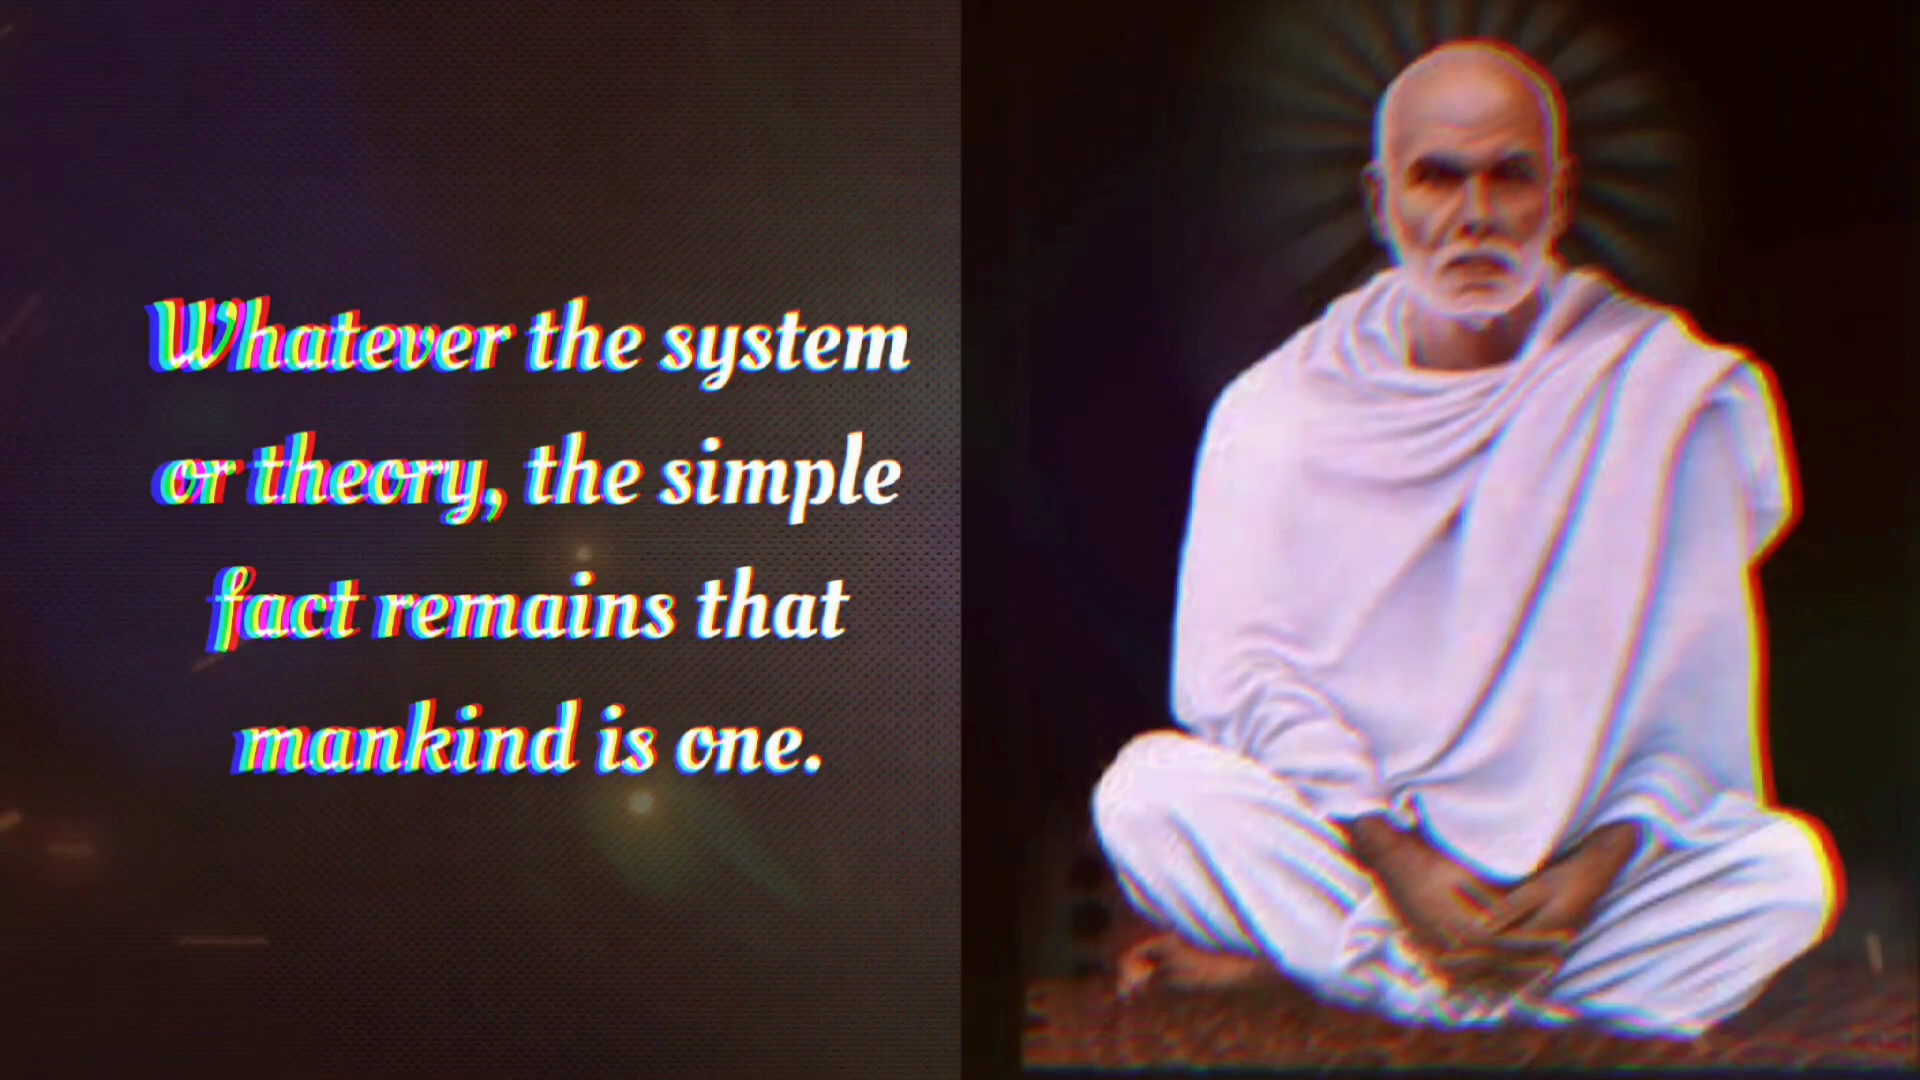 Whatever the system
or theory, the simple
fact remains that
mankind is one.